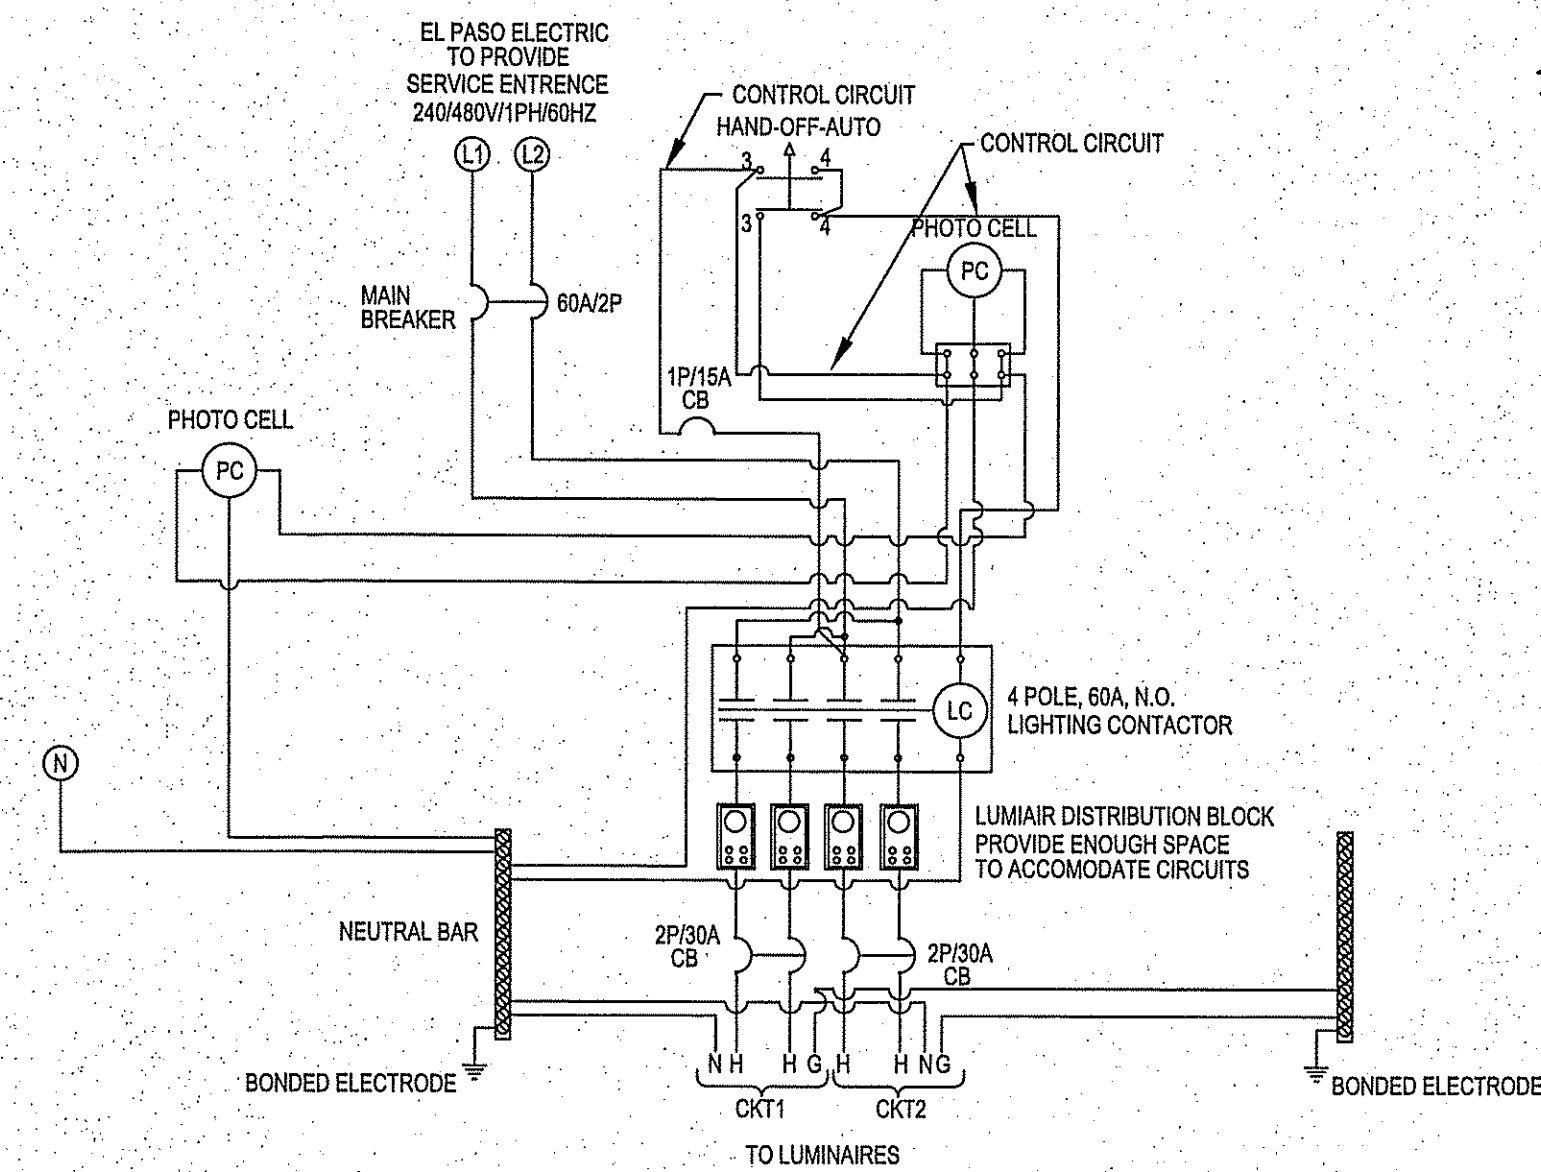 EL PASO ELECTRIC
TO PROVIDE
SERVICE ENTRENCE
240/480V/1PH/60HZ
L1
L2
CONTROL CIRCUIT
HAND-OFF-AUTO
3
4
3
4
CONTROL CIRCUIT
PHOTO CELL
PC
MAIN
BREAKER
60A/2P
1P/15A
CB
PHOTO CELL
PC
N
4 POLE, 60A, N.O.
LIGHTING CONTACTOR
LC
LUMIAIR DISTRIBUTION BLOCK
PROVIDE ENOUGH SPACE
TO ACCOMODATE CIRCUITS
NEUTRAL BAR
2P/30A
CB
2P/30A
CB
BONDED ELECTRODE
N H H G H H N G
CKT1
CKT2
BONDED ELECTRODE
TO LUMINAIRES